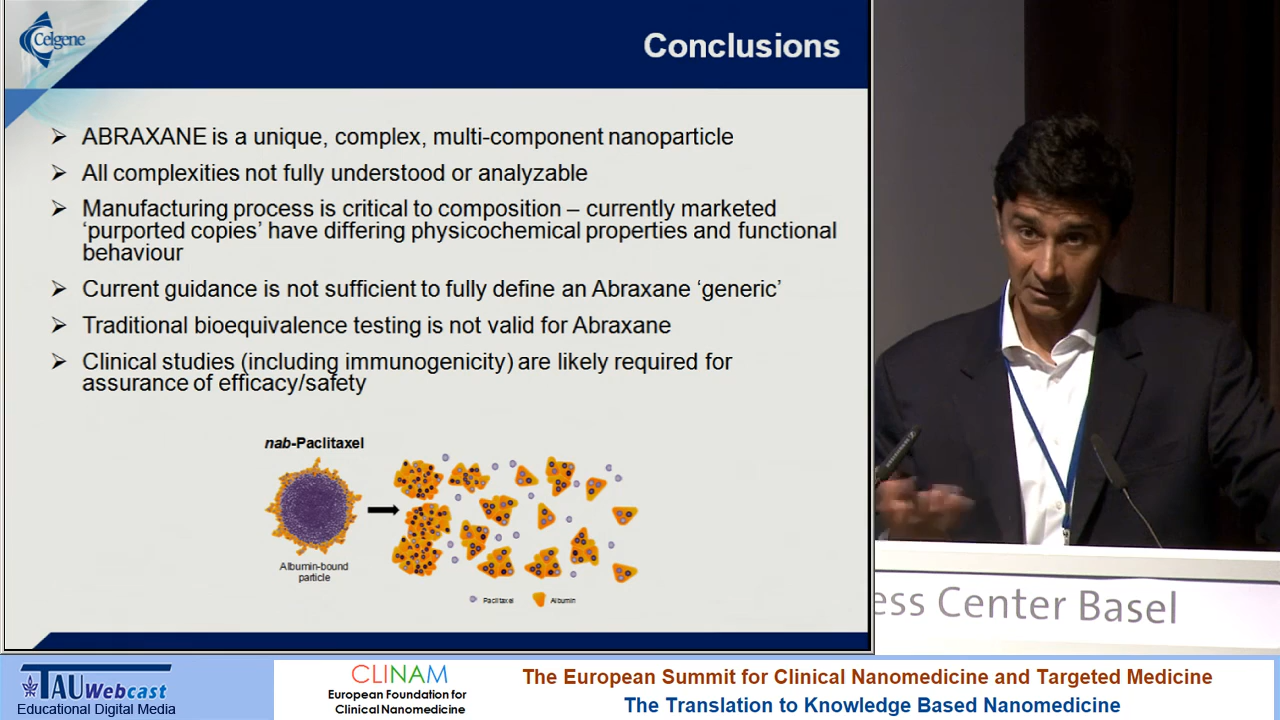 Celgene
Conclusions
ABRAXANE is a unique, complex, multi-component nanoparticle
All complexities not fully understood or analyzable
Manufacturing process is critical to composition – currently marketed
‘purported copies’ have differing physicochemical properties and functional
behaviour
Current guidance is not sufficient to fully define an Abraxane ‘generic’
Traditional bioequivalence testing is not valid for Abraxane
Clinical studies (including immunogenicity) are likely required for
assurance of efficacy/safety
nab-Paclitaxel
Albumin-bound
particle
Paclitaxel
Albumin
ess Center Basel
TAU Webcast
Educational Digital Media
CLINAM
European Foundation for
Clinical Nanomedicine
The European Summit for Clinical Nanomedicine and Targeted Medicine
The Translation to Knowledge Based Nanomedicine